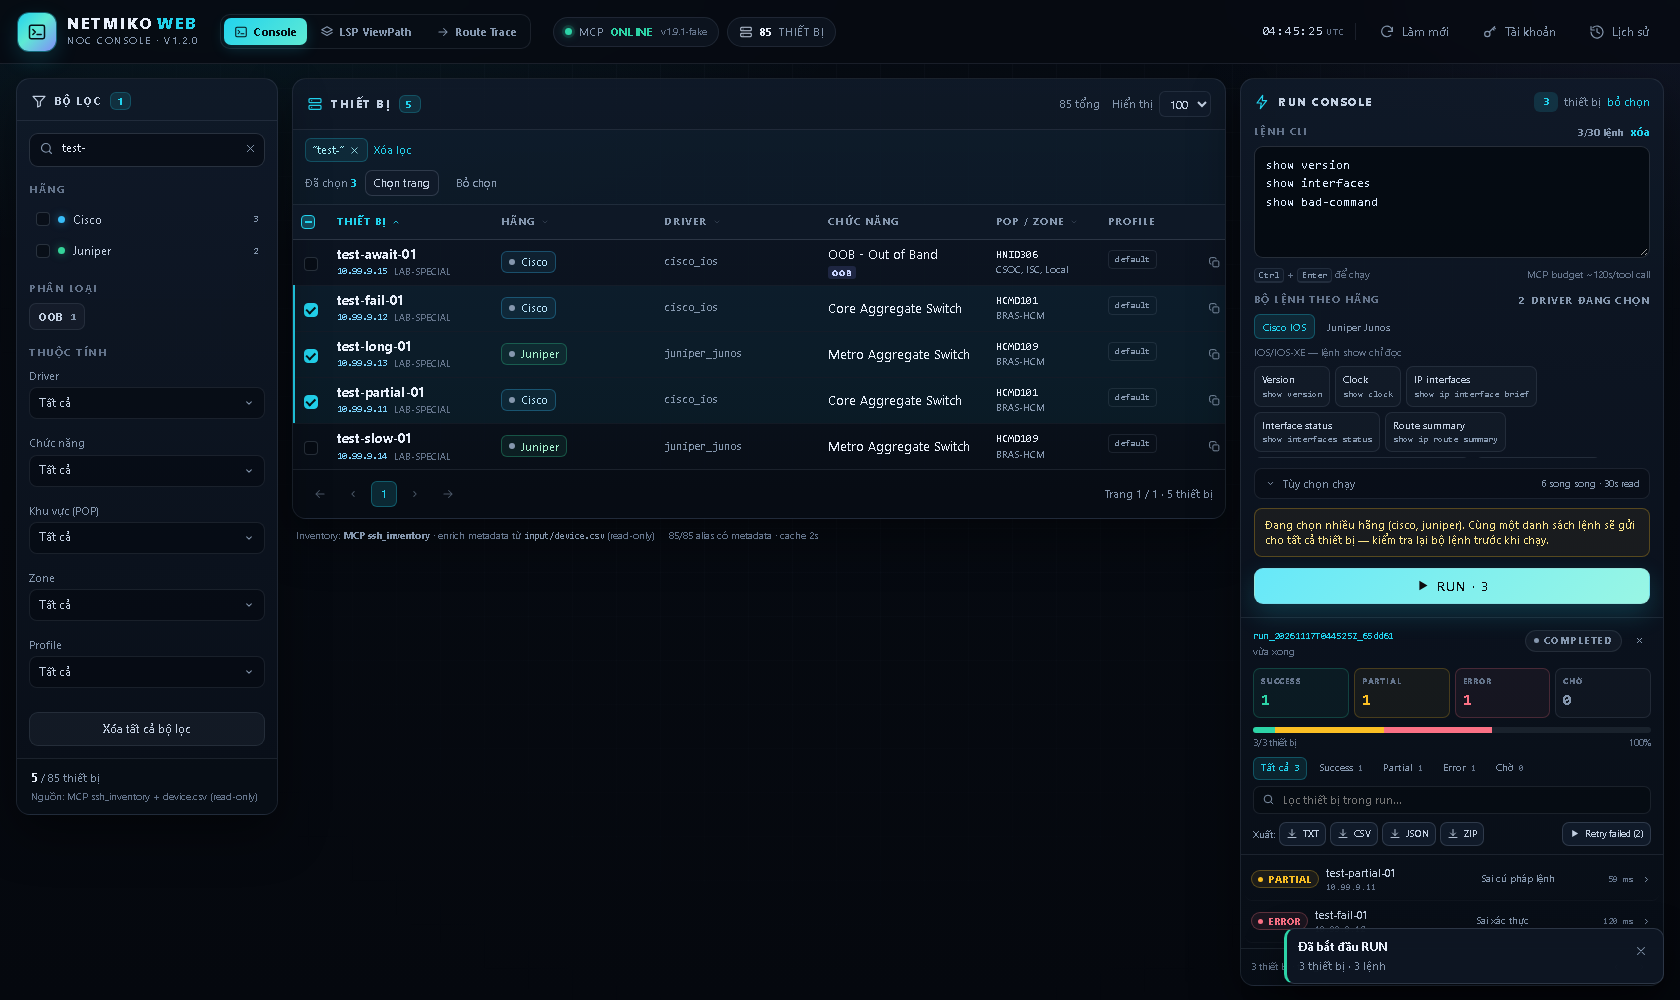 NETMIKO WEB
NOC CONSOLE · V1.2.0
Console
LSP ViewPath
Route Trace
MCP ONLINE v1.9.1-fake
85 THIẾT BỊ
04:45:25 UTC
Làm mới
Tài khoản
Lịch sử
BỘ LỌC 1
test-
HÃNG
Cisco 3
Juniper 2
PHÂN LOẠI
OOB 1
THUỘC TÍNH
Driver
Tất cả
Chức năng
Tất cả
Khu vực (POP)
Tất cả
Zone
Tất cả
Profile
Tất cả
Xóa tất cả bộ lọc
5 / 85 thiết bị
Nguồn: MCP ssh_inventory + device.csv (read-only)
THIẾT BỊ 5
85 tổng Hiển thị 100
"test-" × Xóa lọc
Đã chọn 3 Chọn trang Bỏ chọn
THIẾT BỊ HÃNG DRIVER CHỨC NĂNG POP / ZONE PROFILE
test-await-01 Cisco cisco_ios OOB - Out of Band HNID306 default
10.99.9.15 LAB-SPECIAL OOB CSOC, ISC, Local
test-fail-01 Cisco cisco_ios Core Aggregate Switch HCMD101 default
10.99.9.12 LAB-SPECIAL BRAS-HCM
test-long-01 Juniper juniper_junos Metro Aggregate Switch HCMD109 default
10.99.9.13 LAB-SPECIAL BRAS-HCM
test-partial-01 Cisco cisco_ios Core Aggregate Switch HCMD101 default
10.99.9.11 LAB-SPECIAL BRAS-HCM
test-slow-01 Juniper juniper_junos Metro Aggregate Switch HCMD109 default
10.99.9.14 LAB-SPECIAL BRAS-HCM
1
Trang 1 / 1 · 5 thiết bị
Inventory: MCP ssh_inventory · enrich metadata từ input/device.csv (read-only) 85/85 alias có metadata · cache 2s
RUN CONSOLE
3 thiết bị bỏ chọn
LỆNH CLI
3/30 lệnh xóa
show version
show interfaces
show bad-command
Ctrl + Enter để chạy
MCP budget ~120s/tool call
BỘ LỆNH THEO HÃNG
2 DRIVER ĐANG CHỌN
Cisco IOS Juniper Junos
IOS/IOS-XE — lệnh show chỉ đọc
Version
show version
Clock
show clock
IP interfaces
show ip interface brief
Interface status
show interfaces status
Route summary
show ip route summary
Tùy chọn chạy
6 song song · 30s read
Đang chọn nhiều hãng (cisco, juniper). Cùng một danh sách lệnh sẽ gửi
cho tất cả thiết bị — kiểm tra lại bộ lệnh trước khi chạy.
RUN · 3
run_20261117T044525Z_65dd61
vừa xong
COMPLETED
SUCCESS
1
PARTIAL
1
ERROR
1
CHỜ
0
3/3 thiết bị 100%
Tất cả 3 Success 1 Partial 1 Error 1 Chờ 0
Lọc thiết bị trong run...
Xuất: TXT CSV JSON ZIP
Retry failed (2)
PARTIAL test-partial-01 Sai cú pháp lệnh 59 ms
10.99.9.11
ERROR test-fail-01 Sai xác thực 120 ms
3 thiết
Đã bắt đầu RUN
3 thiết bị · 3 lệnh